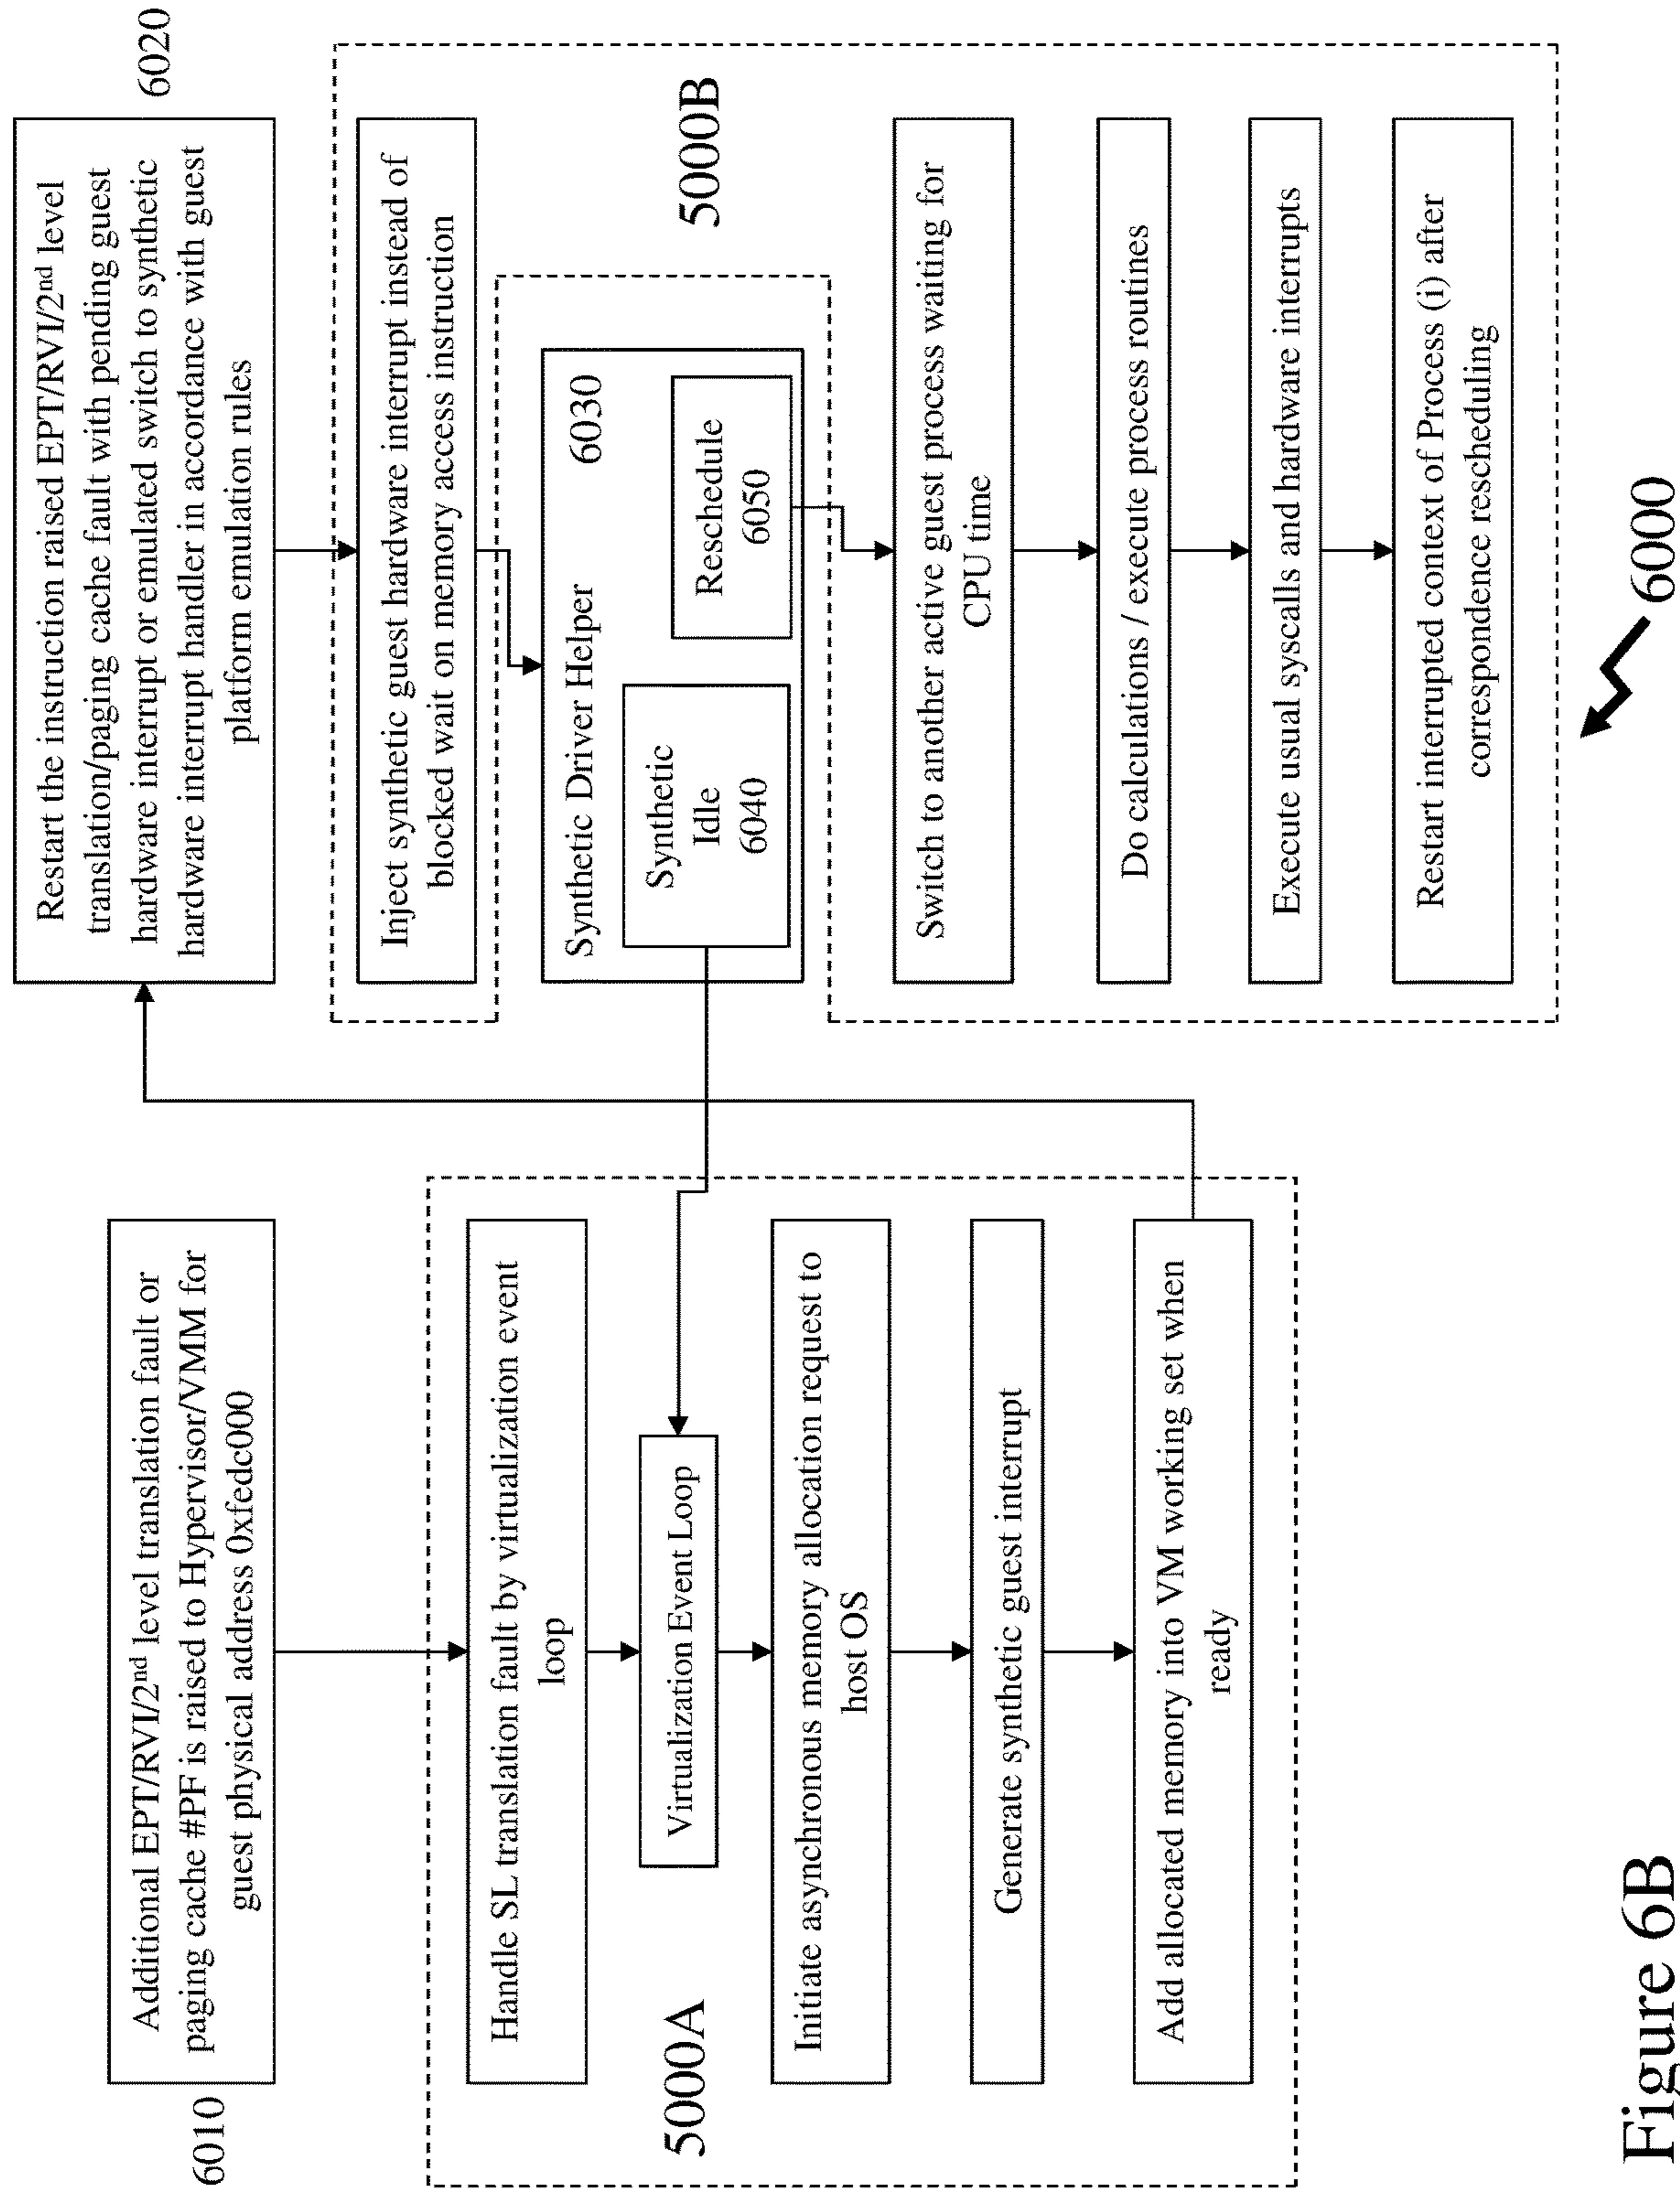 6010
Additional EPT/RVI/2nd level translation fault or
paging cache #PF is raised to Hypervisor/VMM for
guest physical address 0xfedc000
5000A
Handle SL translation fault by virtualization event
loop
Virtualization Event Loop
Initiate asynchronous memory allocation request to
host OS
Generate synthetic guest interrupt
Add allocated memory into VM working set when
ready
6020
Restart the instruction raised EPT/RVI/2nd level
translation/paging cache fault with pending guest
hardware interrupt or emulated switch to synthetic
hardware interrupt handler in accordance with guest
platform emulation rules
Inject synthetic guest hardware interrupt instead of
blocked wait on memory access instruction
Synthetic Driver Helper
6030
Synthetic
Idle
6040
Reschedule
6050
5000B
Switch to another active guest process waiting for
CPU time
Do calculations / execute process routines
Execute usual syscalls and hardware interrupts
Restart interrupted context of Process (i) after
correspondence rescheduling
6000
Figure 6B